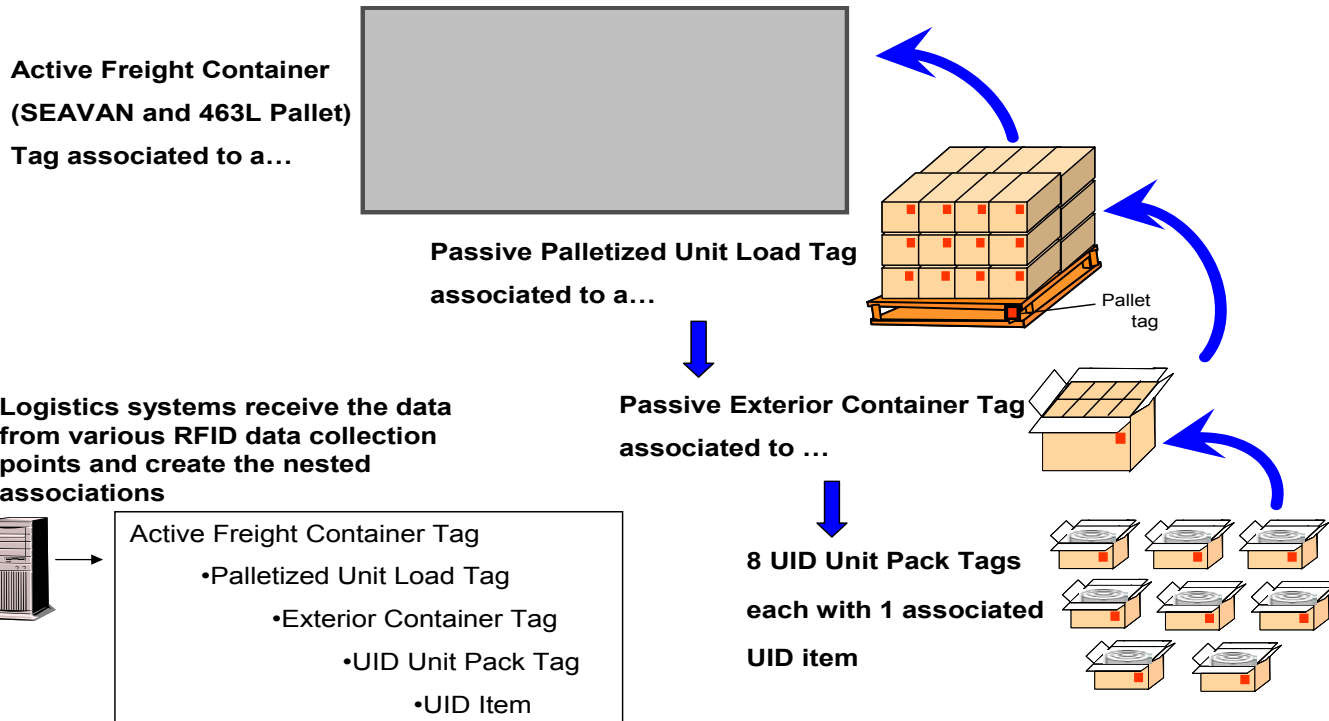 Active Freight Container
(SEAVAN and 463L Pallet)
Tag associated to a…
Passive Palletized Unit Load Tag
associated to a…
Pallet
tag
Passive Exterior Container Tag
associated to …
Logistics systems receive the data
from various RFID data collection
points and create the nested
associations
Active Freight Container Tag
•Palletized Unit Load Tag
•Exterior Container Tag
•UID Unit Pack Tag
•UID Item
8 UID Unit Pack Tags
each with 1 associated
UID item